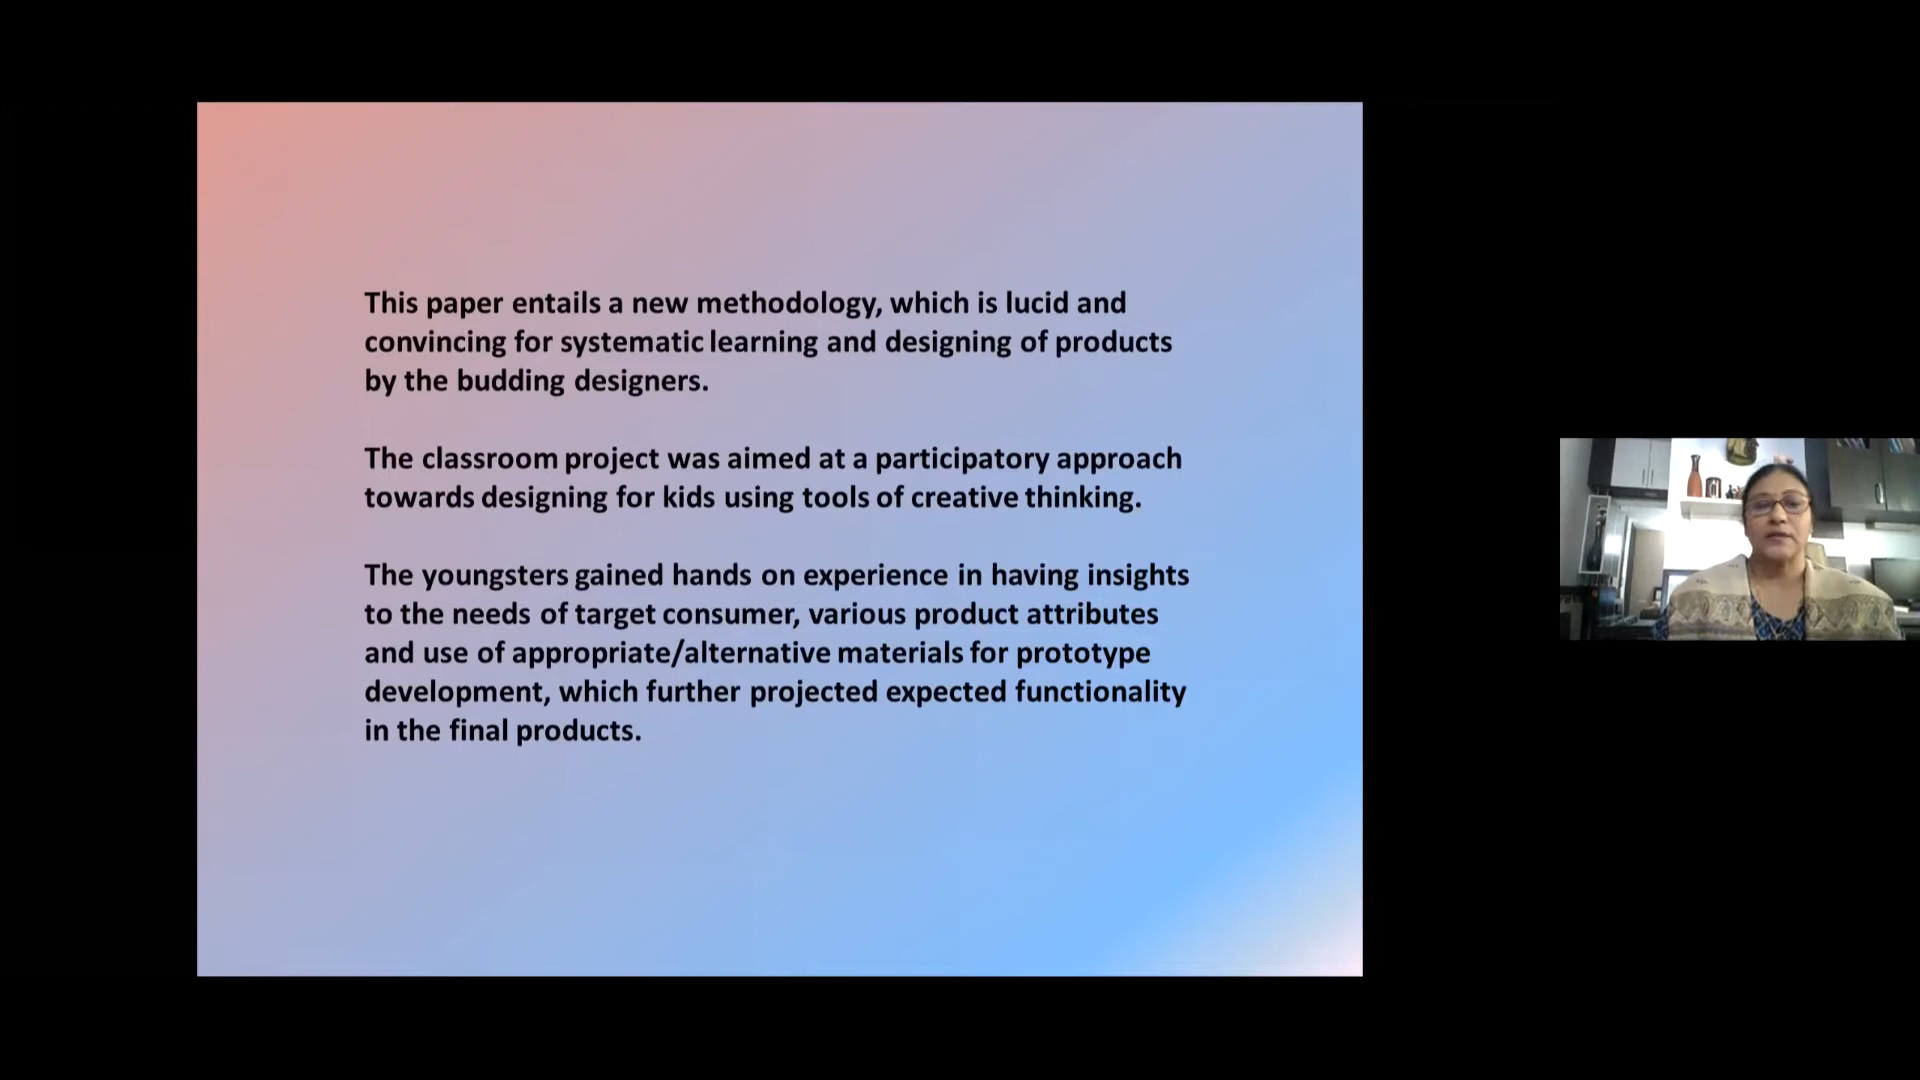 This paper entails a new methodology, which is lucid and
convincing for systematic learning and designing of products
by the budding designers.
The classroom project was aimed at a participatory approach
towards designing for kids using tools of creative thinking.
The youngsters gained hands on experience in having insights
to the needs of target consumer, various product attributes
and use of appropriate/alternative materials for prototype
development, which further projected expected functionality
in the final products.